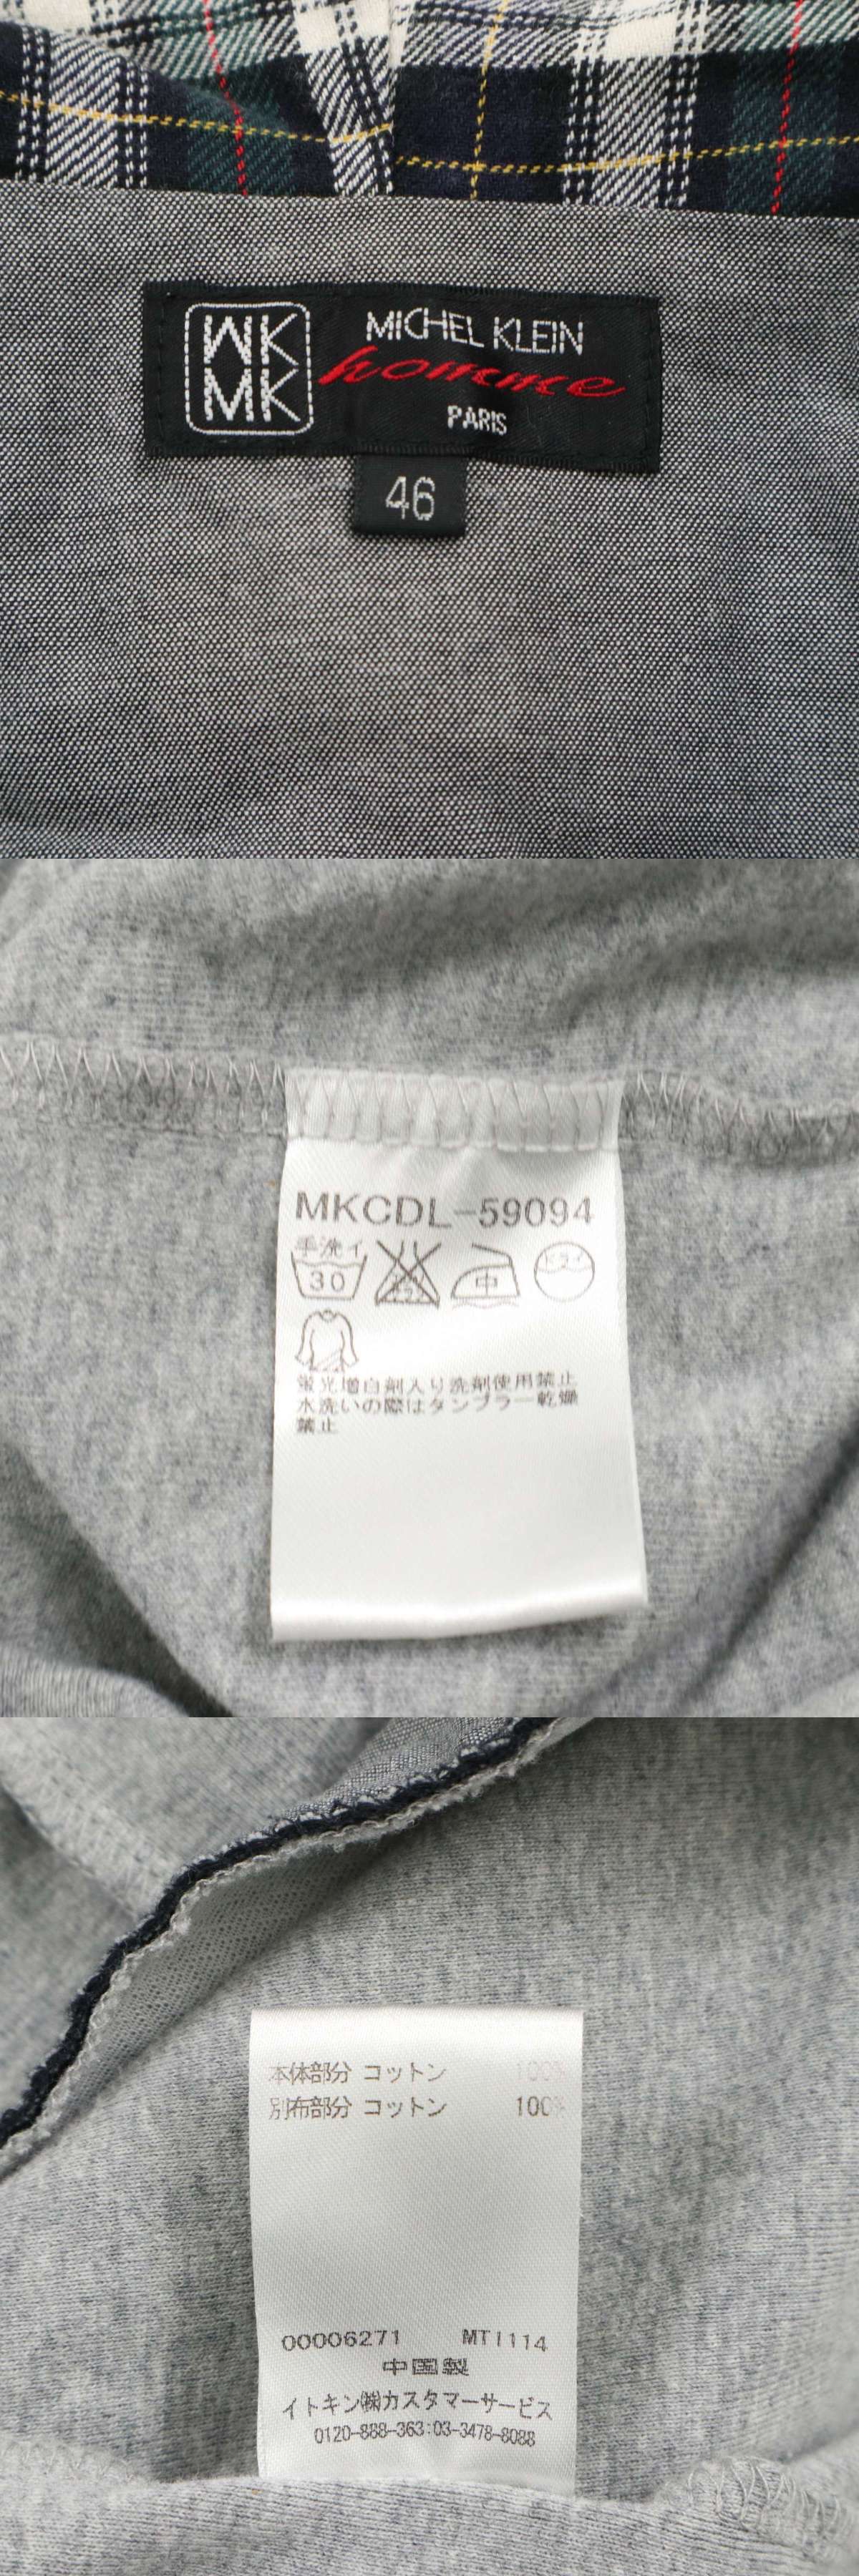 MK
MK
MICHEL KLEIN
homme
PARIS
46
MKCDL-59094
手洗イ
30
中
ドライ
蛍光増白剤入り洗剤使用禁止
水洗いの際はタンブラー乾燥
禁止
本体部分 コットン 100%
別布部分 コットン 100%
00006271 MT1114
中国製
イトキン㈱カスタマーサービス
0120-888-363:03-3478-8088